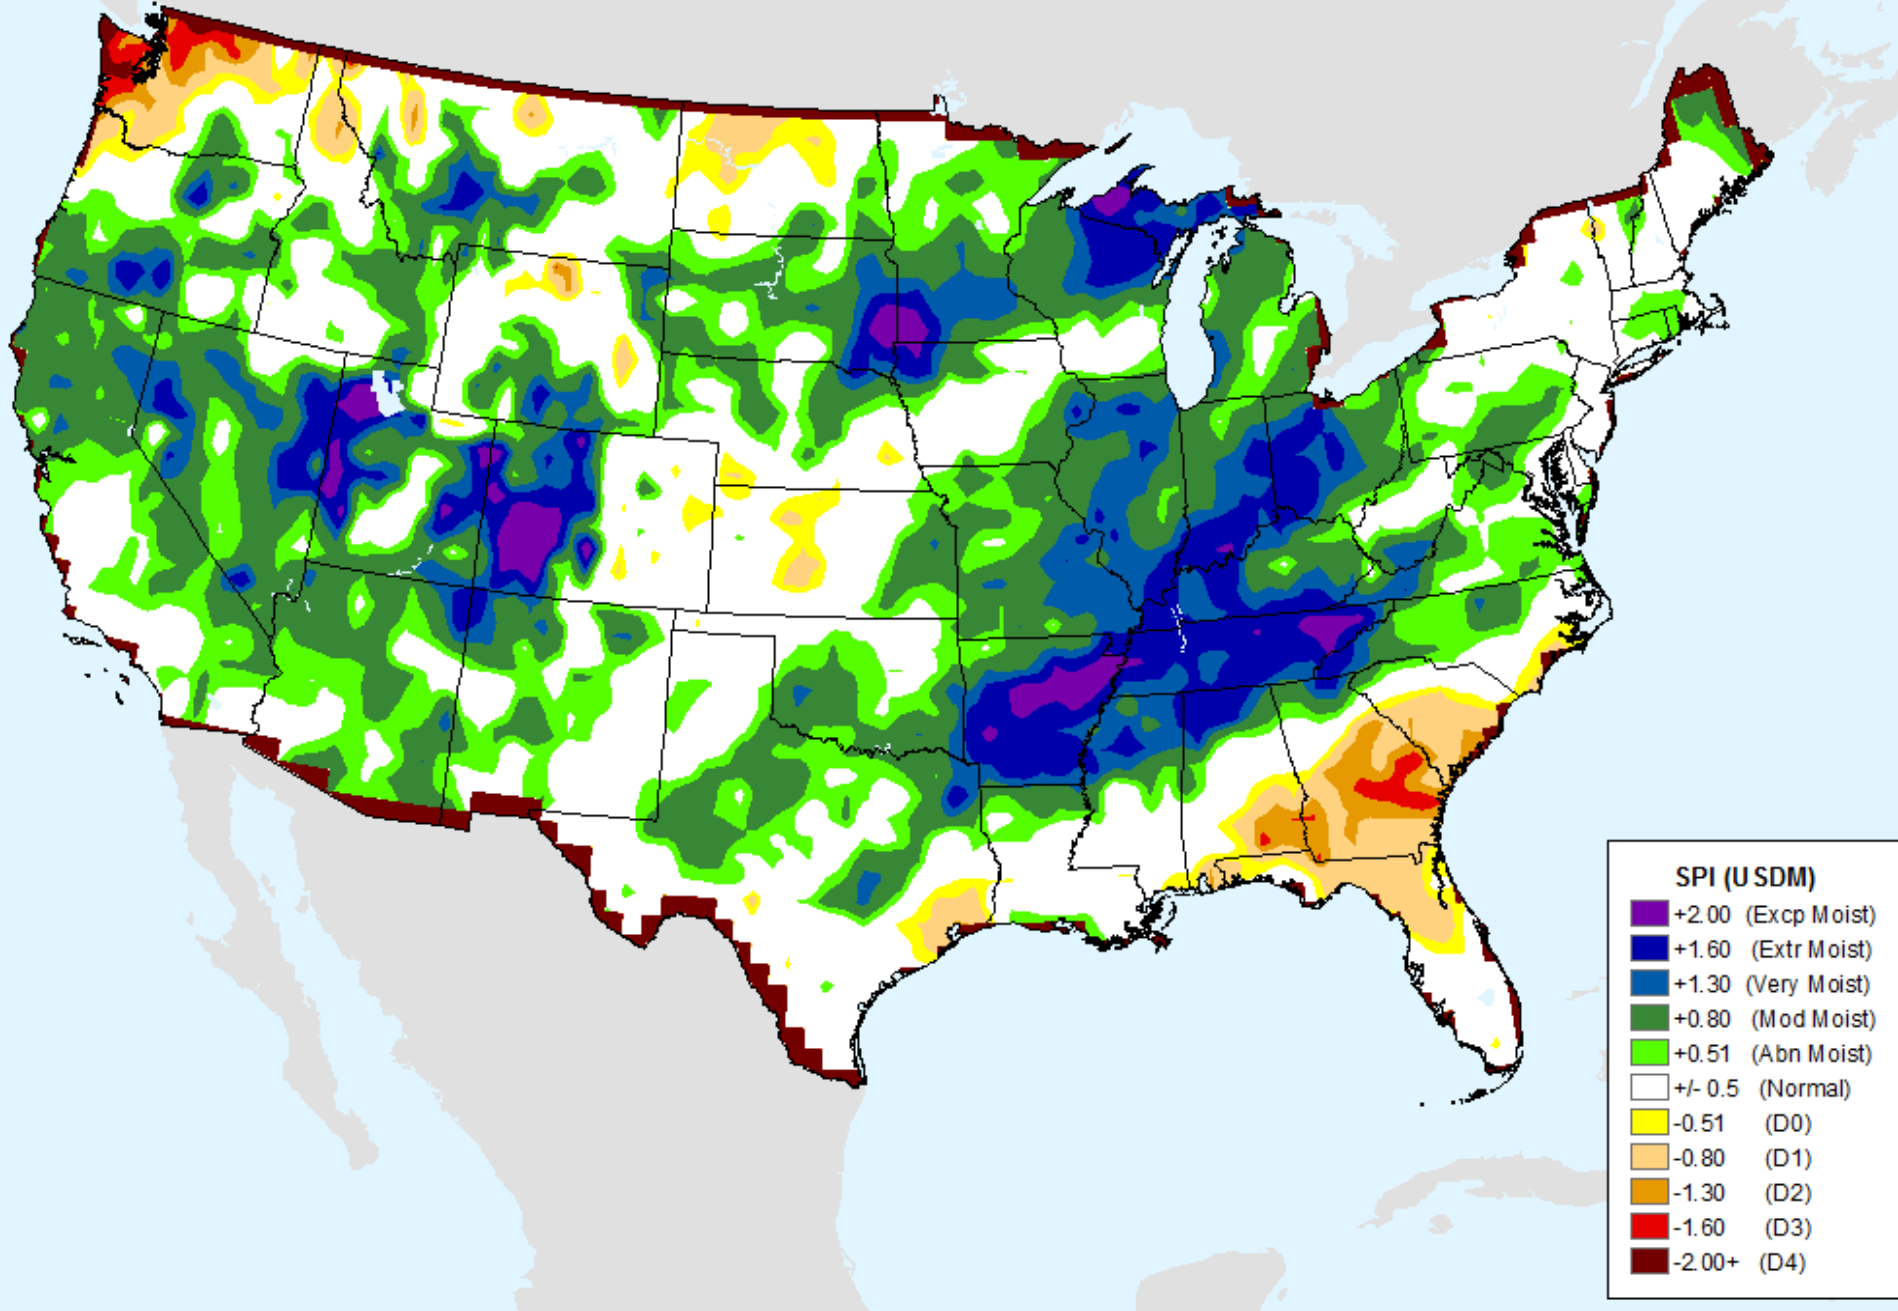 SPI (USDM)
+2.00 (Excp Moist)
+1.60 (Extr Moist)
+1.30 (Very Moist)
+0.80 (Mod Moist)
+0.51 (Abn Moist)
+/- 0.5 (Normal)
-0.51 (D0)
-0.80 (D1)
-1.30 (D2)
-1.60 (D3)
-2.00+ (D4)